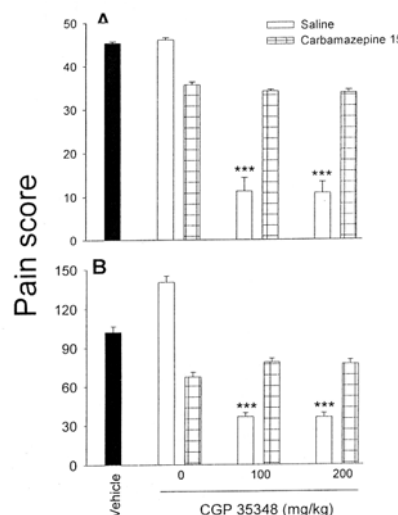 A
Saline
Carbamazepine 15
50
40
30
20
10
0
***
***
Pain score
B
150
120
90
60
30
0
***
***
Vehicle
0
100
200
CGP 35348 (mg/kg)